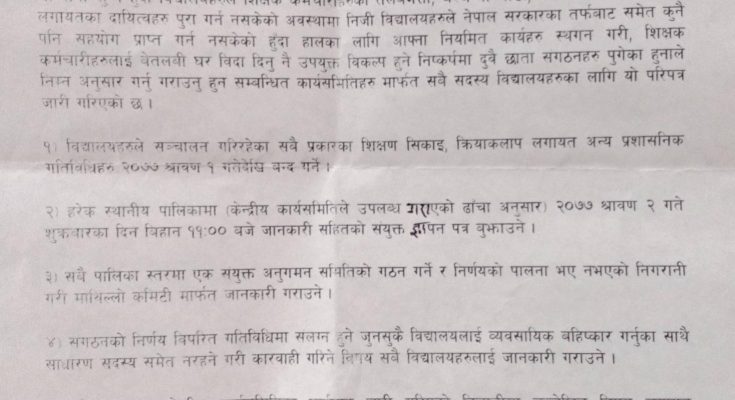 लगायतका दायित्वहरु पुरा गर्न नसकेको अवस्थामा निजी विद्यालयहरुले नेपाल सरकारका तर्फबाट समेत कुनै
पनि सहयोग प्राप्त गर्न नसकेको हुँदा हालका लागि आफ्ना नियमित कार्यहरु स्थगन गरी, शिक्षक
कर्मचारीहरुलाई बेतलबी घर विदा दिनु नै उपयुक्त विकल्प हुने निष्कर्षमा दुवै छाता सगठनहरु पुगेका हुनाले
निम्न अनुसार गर्नु गराउनु हुन सम्बन्धित कार्यसमितिहरु मार्फत सवै सदस्य विद्यालयहरुका लागि यो परिपत्र
जारी गरिएको छ ।
१) विद्यालयहरुले सञ्चालन गरिरहेका सबै प्रकारका शिक्षण सिकाइ, क्रियाकलाप लगायत अन्य प्रशासनिक
गतिविधिहरु २०७७ श्रावण १ गतेदेखि बन्द गर्ने ।
२) हरेक स्थानीय पालिकामा (केन्द्रीय कार्यसमितिले उपलब्ध गराएको ढाँचा अनुसार) २०७७ श्रावण २ गते
शुक्रबारका दिन विहान ११:०० वजे जानकारी सहितको संयुक्त ज्ञापन पत्र बुझाउने ।
३) सवै पालिका स्तरमा एक सयुक्त अनुगमन समितिको गठन गर्ने र निर्णयको पालना भए नभएको निगरानी
गरी माथिल्लो कमिटी मार्फत जानकारी गराउने ।
४) सगठनको निर्णय विपरित गतिविधिमा सलग्न हुने जुनसुकै विद्यालयलाई व्यवसायिक बहिष्कार गर्नुका साथै
साधारण सदस्य समेत नरहने गरी कारवाही गरिने विषय सबै विद्यालयहरुलाई जानकारी गराउने ।